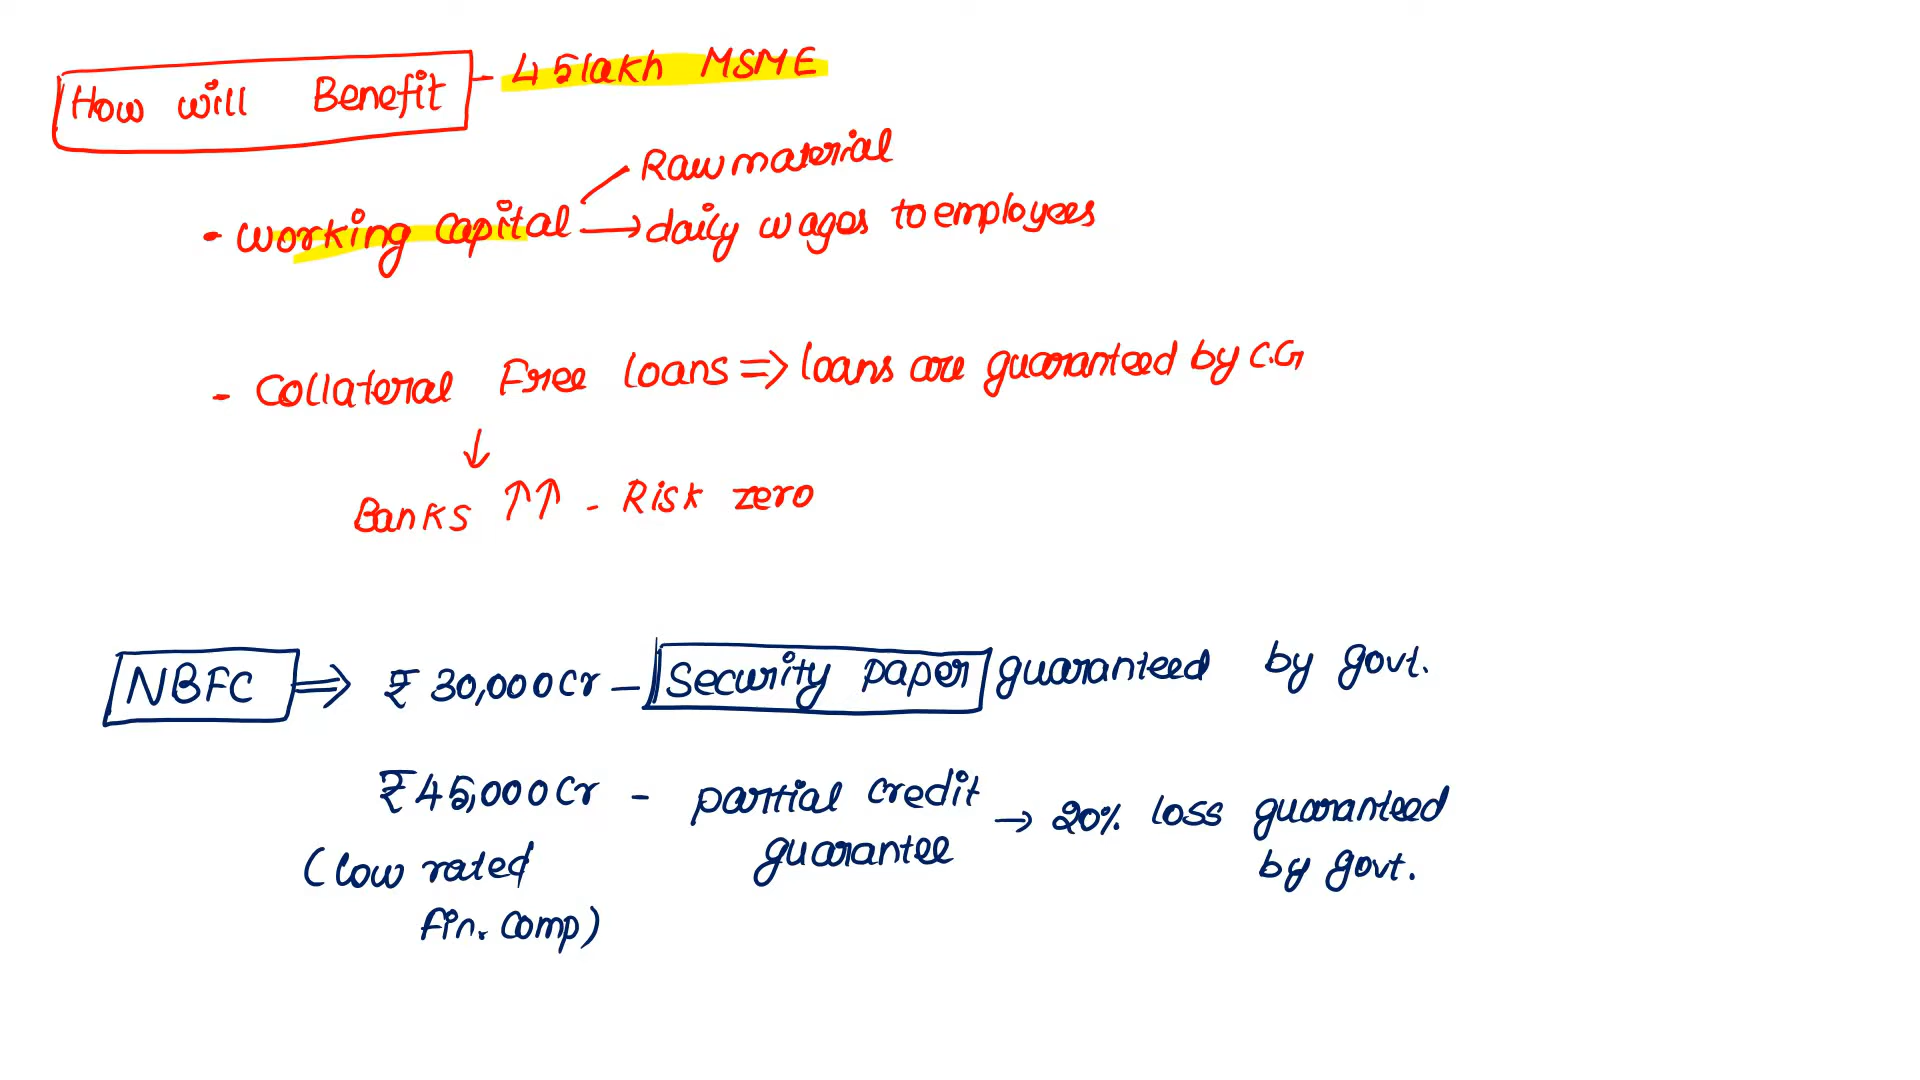 How will Benefit - 45 lakh MSME
Raw material
- Working capital → daily wages to employees
- Collateral Free loans ⇒ loans are guaranteed by C.G
↓
Banks ↑↑ - Risk zero
NBFC ⇒ ₹ 30,000 Cr - Security paper guaranteed by govt.
₹ 45,000 Cr - partial credit guarantee → 20% loss guaranteed by govt.
(low rated
fin. comp)